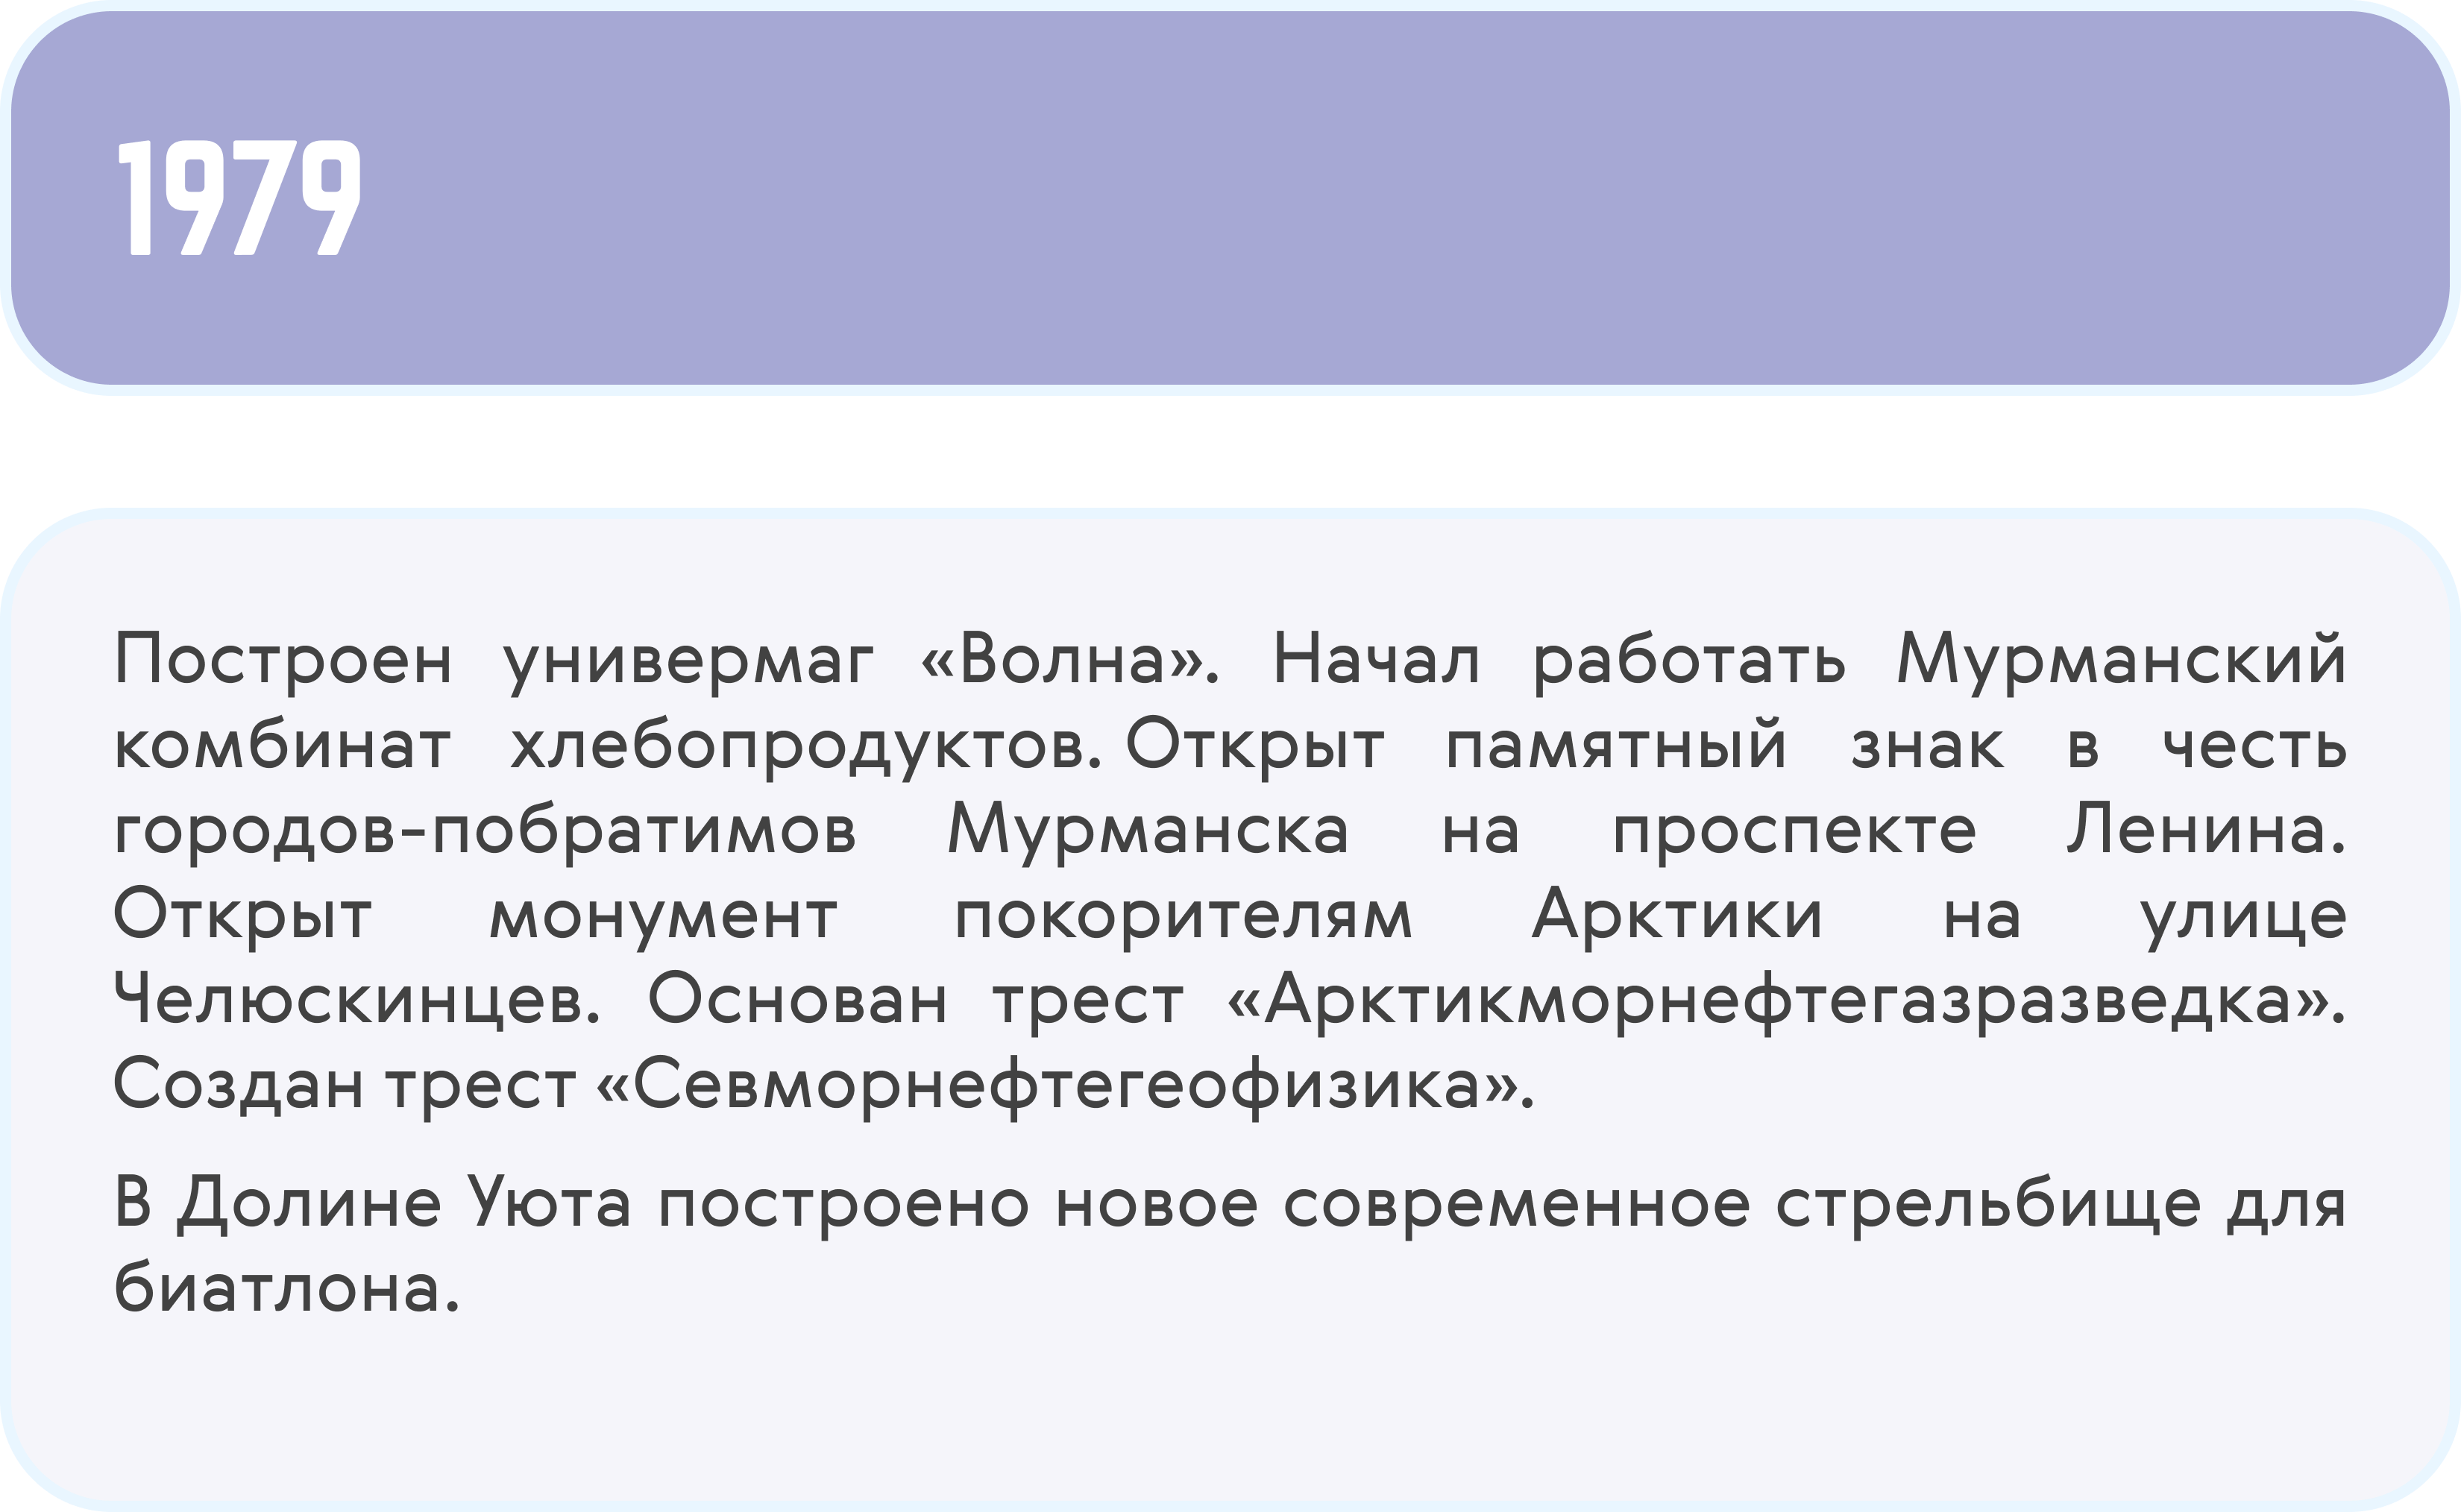 1979
Построен универмаг «Волна». Начал работать Мурманский
комбинат хлебопродуктов. Открыт памятный знак в честь
городов-побратимов Мурманска на проспекте Ленина.
Открыт монумент покорителям Арктики на улице
Челюскинцев. Основан трест «Арктикморнефтегазразведка».
Создан трест «Севморнефтегеофизика».
В Долине Уюта построено новое современное стрельбище для
биатлона.